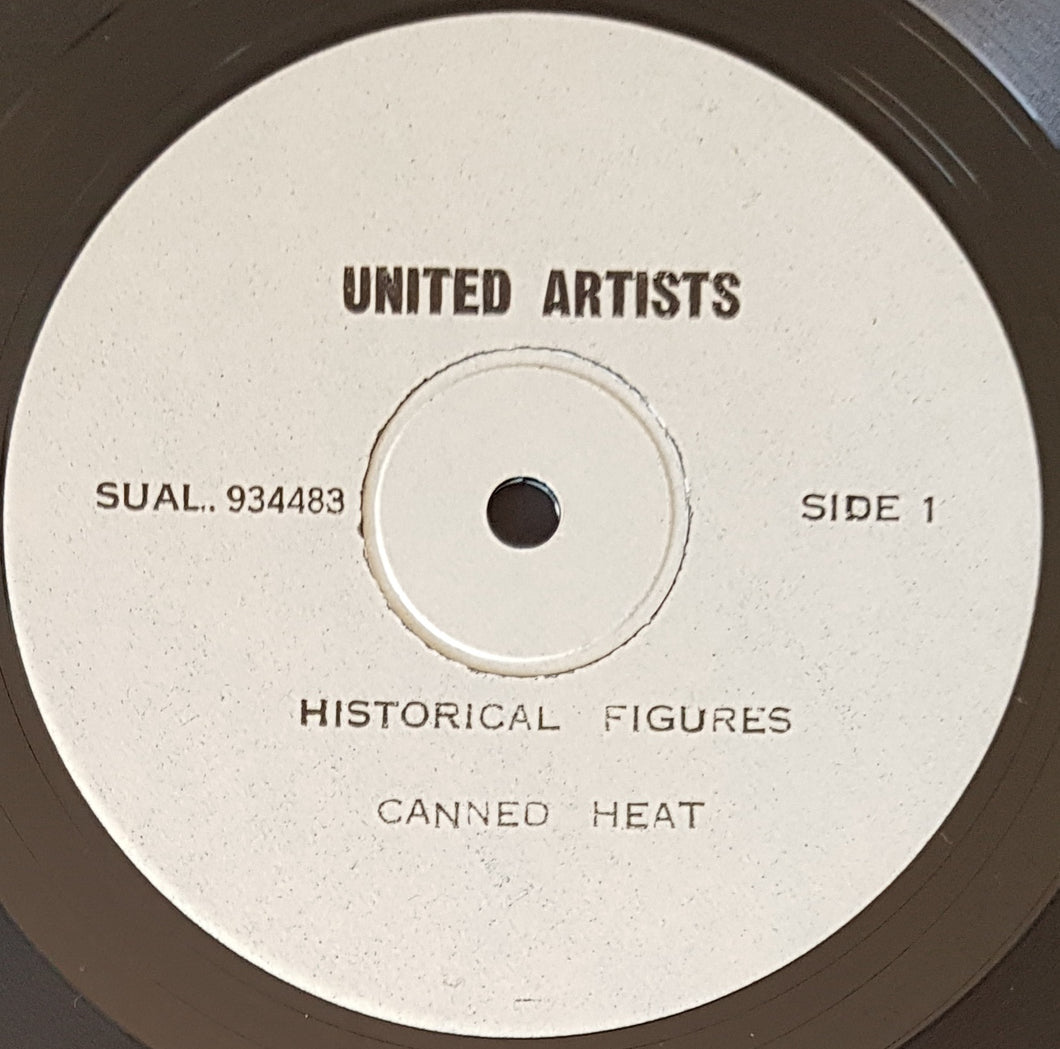 UNITED ARTISTS
SUAL.. 934483
SIDE 1
HISTORICAL FIGURES
CANNED HEAT